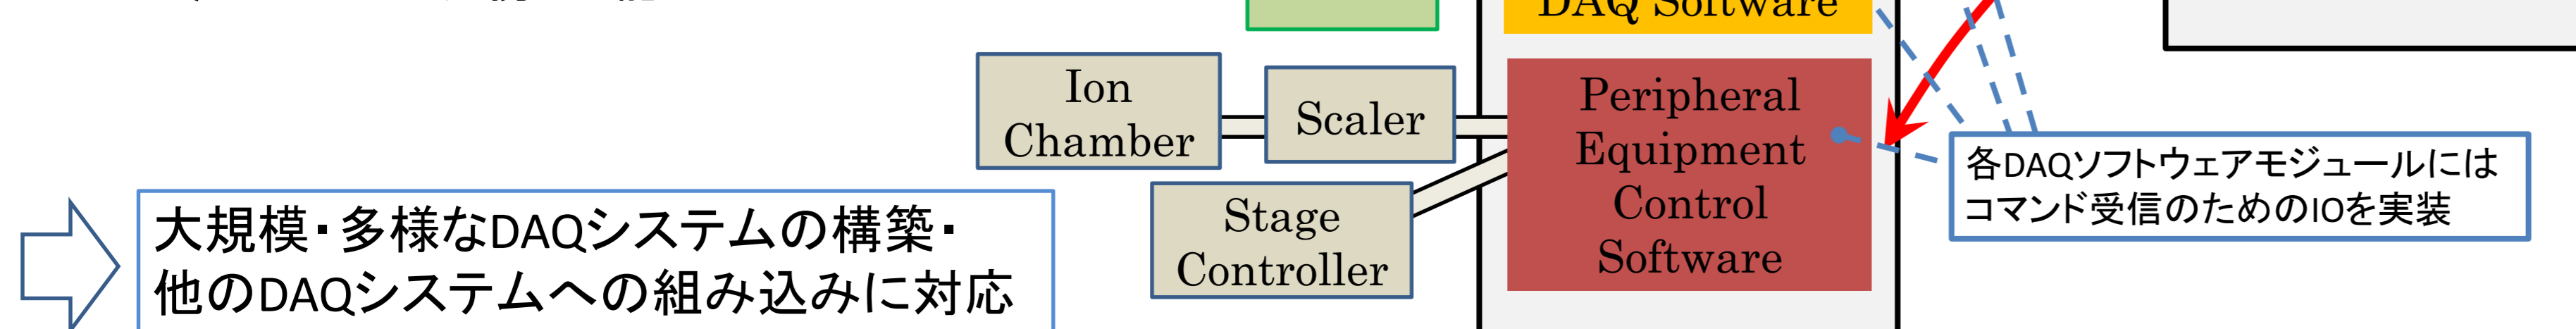 DAQ Software
Ion
Chamber
Scaler
Peripheral
Equipment
Control
Software
Stage
Controller
各DAQソフトウェアモジュールには
コマンド受信のためのIOを実装
大規模・多様なDAQシステムの構築・
他のDAQシステムへの組み込みに対応